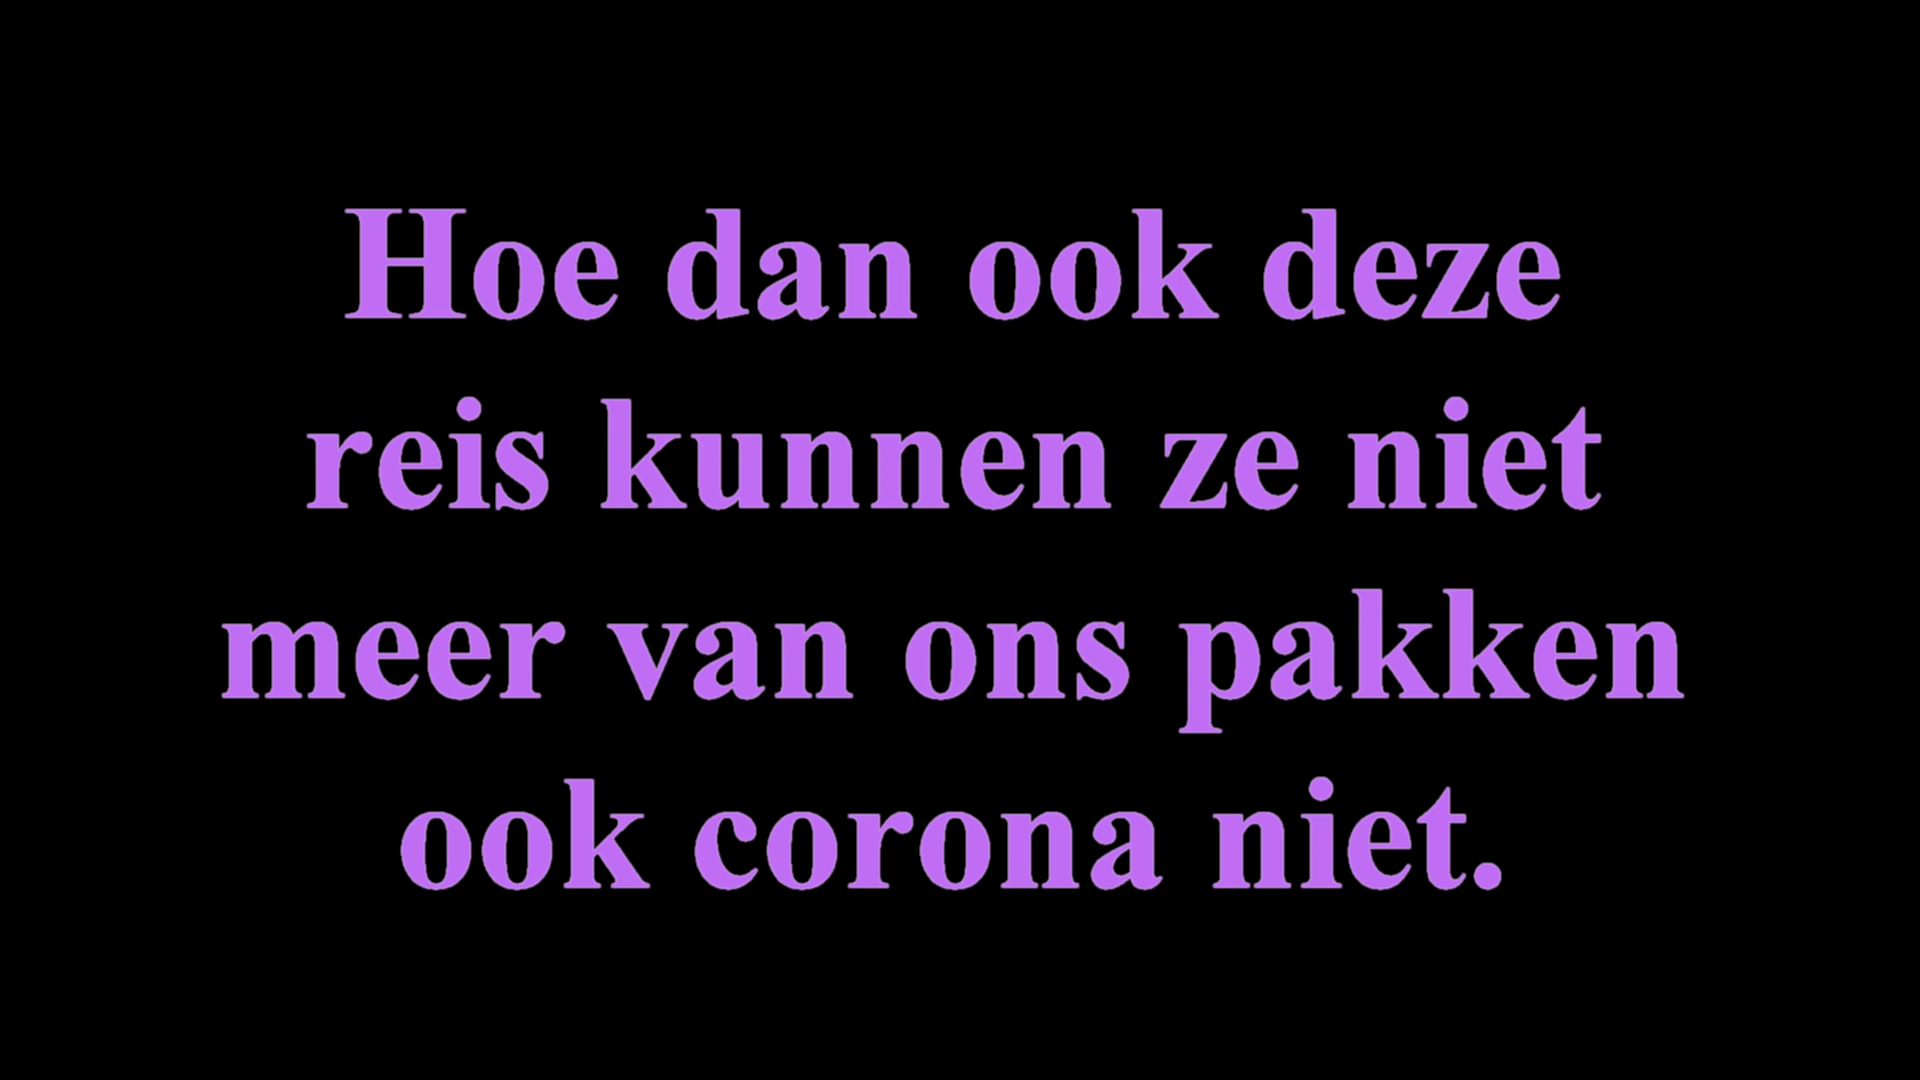 Hoe dan ook deze
reis kunnen ze niet
meer van ons pakken
ook corona niet.